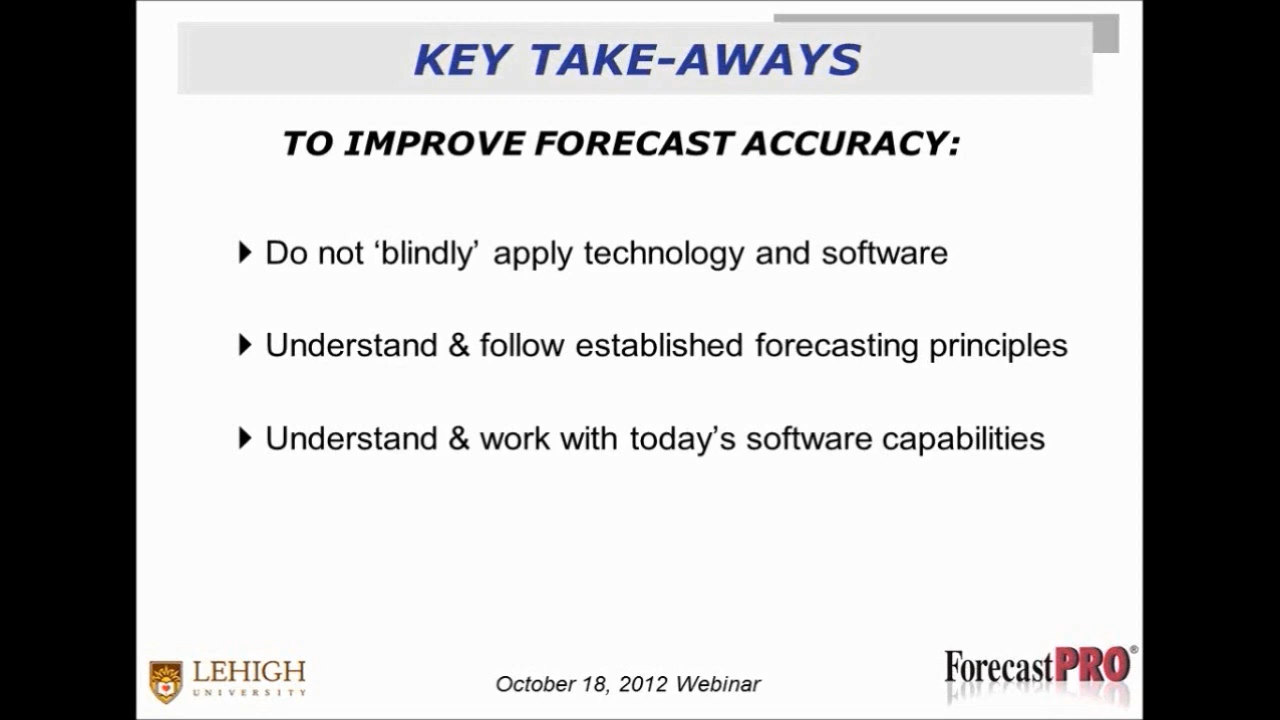 KEY TAKE-AWAYS
TO IMPROVE FORECAST ACCURACY:
Do not ‘blindly’ apply technology and software
Understand & follow established forecasting principles
Understand & work with today’s software capabilities
LEHIGH
UNIVERSITY
October 18, 2012 Webinar
ForecastPRO®